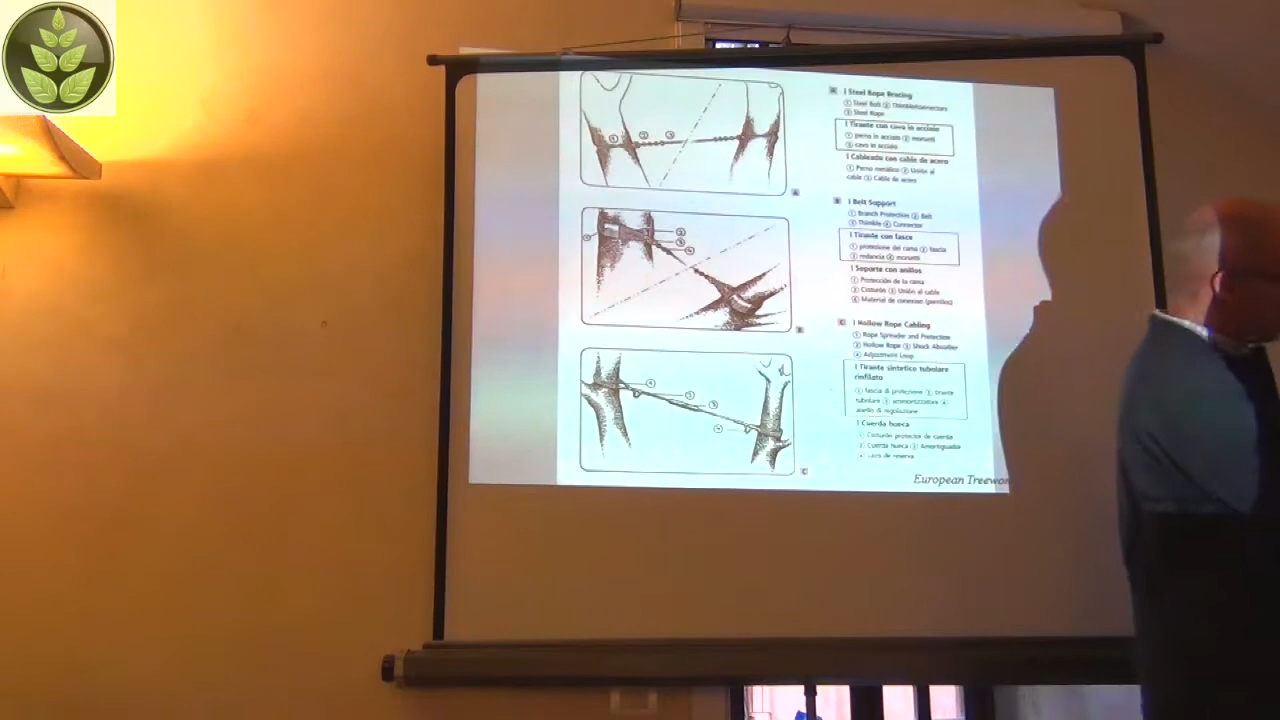 A | Steel Rope Bracing
① Steel Bolt ② Thimble/connectors
③ Steel Rope
| Tirante con cavo in acciaio
① perno in acciaio ② morsetti
③ cavo in acciaio
| Cableado con cable de acero
① Perno metálico ② Unión al
cable ③ Cable de acero
A
B | Belt Support
① Branch Protection ② Belt
③ Thimble ④ Connector
| Tirante con fasce
① protezione del ramo ② fascia
③ redancia ④ morsetti
| Soporte con anillos
① Protección de la rama
② Cinturón ③ Unión al cable
④ Material de conexión
B
C | Hollow Rope Cabling
① Rope Spreader and Protection
② Hollow Rope ③ Shock Absorber
④ Adjustment Loop
| Tirante sintetico tubolare
rinfilato
① fascia di protezione ② tirante
tubolare ③ ammortizzatore ④
anello di regolazione
| Cuerda hueca
① Cinturón protector de cuerda
② Cuerda hueca ③ Amortiguador
④ Lazo de reserva
C
European Treewor